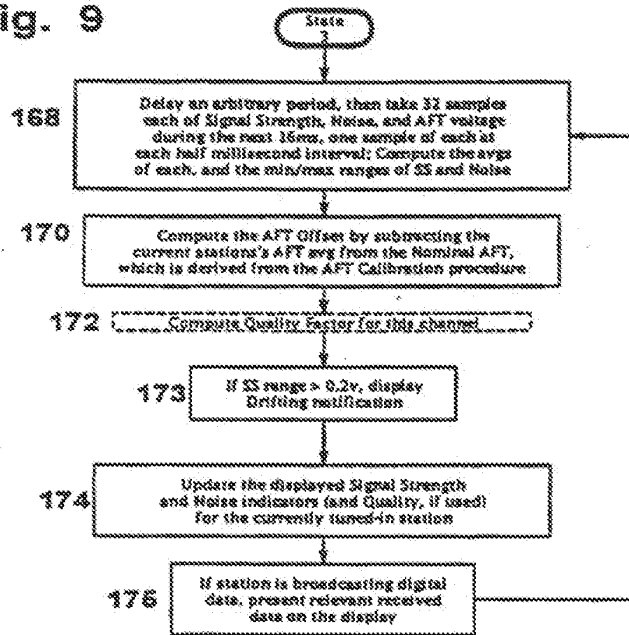 ig. 9
State
3
168
Delay an arbitrary period, then take 32 samples
each of Signal Strength, Noise, and AFT voltage
during the next 16ms, one sample of each at
each half millisecond interval; Compute the avgs
of each, and the min/max ranges of SS and Noise
170
Compute the AFT Offset by subtracting the
current stations's AFT avg from the Nominal AFT,
which is derived from the AFT Calibration procedure
172
Compute Quality Factor for this channel
173
If SS range > 0.2v, display
Drifting notification
174
Update the displayed Signal Strength
and Noise indicators (and Quality, if used)
for the currently tuned-in station
175
If station is broadcasting digital
data, present relevant received
data on the display